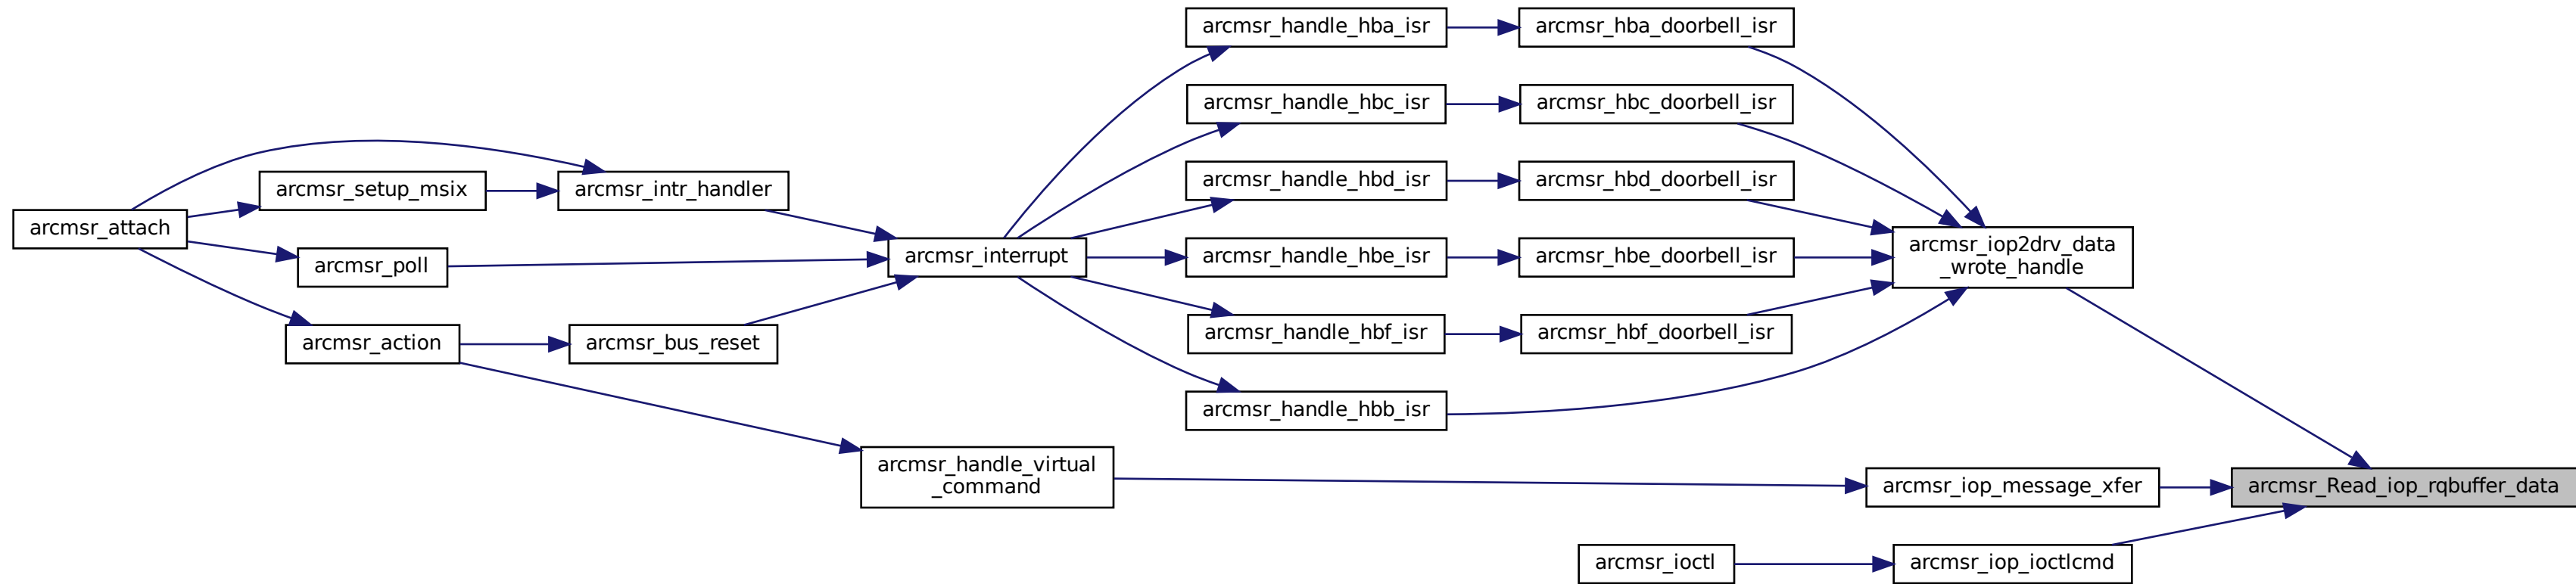 arcmsr_handle_hba_isr
arcmsr_hba_doorbell_isr
arcmsr_handle_hbc_isr
arcmsr_hbc_doorbell_isr
arcmsr_setup_msix
arcmsr_intr_handler
arcmsr_handle_hbd_isr
arcmsr_hbd_doorbell_isr
arcmsr_attach
arcmsr_poll
arcmsr_interrupt
arcmsr_handle_hbe_isr
arcmsr_hbe_doorbell_isr
arcmsr_iop2drv_data
_wrote_handle
arcmsr_action
arcmsr_bus_reset
arcmsr_handle_hbf_isr
arcmsr_hbf_doorbell_isr
arcmsr_handle_hbb_isr
arcmsr_handle_virtual
_command
arcmsr_iop_message_xfer
arcmsr_Read_iop_rqbuffer_data
arcmsr_ioctl
arcmsr_iop_ioctlcmd